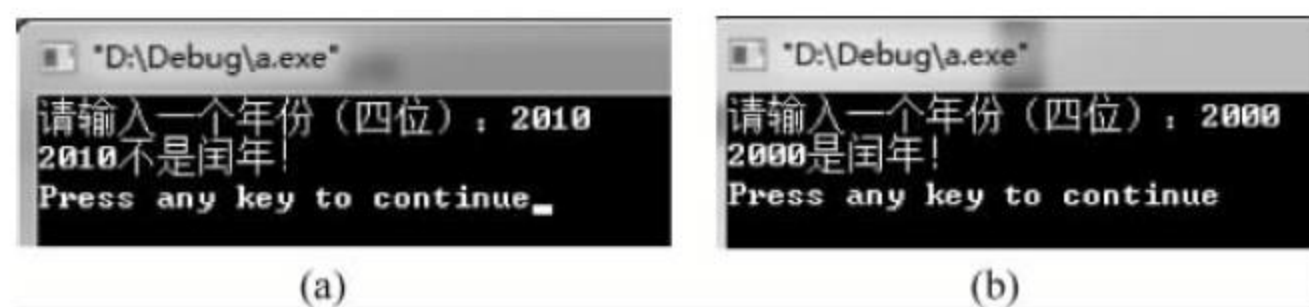 "D:\Debug\a.exe"
请输入一个年份（四位）：2010
2010不是闰年！
Press any key to continue
(a)
"D:\Debug\a.exe"
请输入一个年份（四位）：2000
2000是闰年！
Press any key to continue
(b)